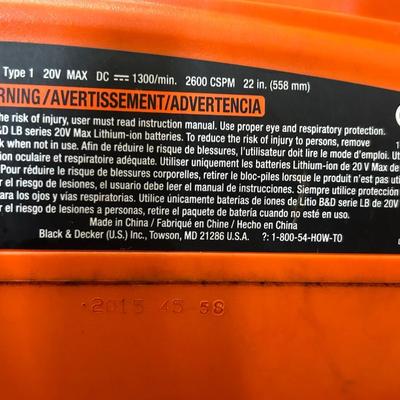 Type 1 20V MAX DC 1300/min. 2600 CSPM 22 in. (558 mm)
RNING/AVERTISSEMENT/ADVERTENCIA
the risk of injury, user must read instruction manual. Use proper eye and respiratory protection.
&D LB series 20V Max Lithium-ion batteries. To reduce the risk of injury to persons, remove
k when not in use. Afin de réduire le risque de blessures, l'utilisateur doit lire le mode d'emploi. Ut
ion oculaire et respiratoire adéquate. Utiliser uniquement les batteries Lithium-ion de 20 V Max de
Pour réduire le risque de blessures corporelles, retirer le bloc-piles lorsque ce n'est pas uti
r el riesgo de lesiones, el usuario debe leer el manual de instrucciones. Siempre utilice protección
para los ojos y vías respiratorias. Utilice únicamente baterías de iones de Litio B&D serie LB de 20V
r el riesgo de lesiones a personas, retire el paquete de batería cuando no esté en uso.
Made in China / Fabriqué en Chine / Hecho en China
Black & Decker (U.S.) Inc., Towson, MD 21286 U.S.A. ?: 1-800-54-HOW-TO
2015 45 58